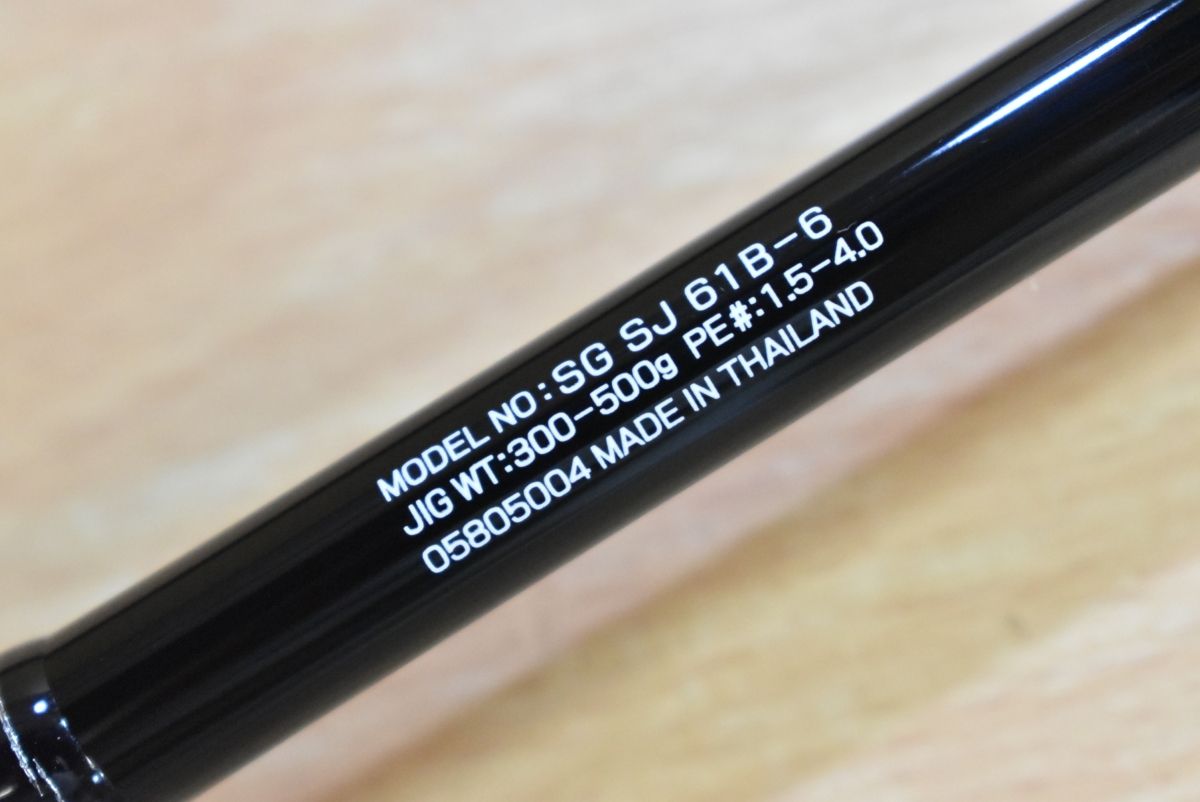 MODEL NO:SG SJ 61B-6
JIG WT:300-500g PE#:1.5-4.0
05805004 MADE IN THAILAND